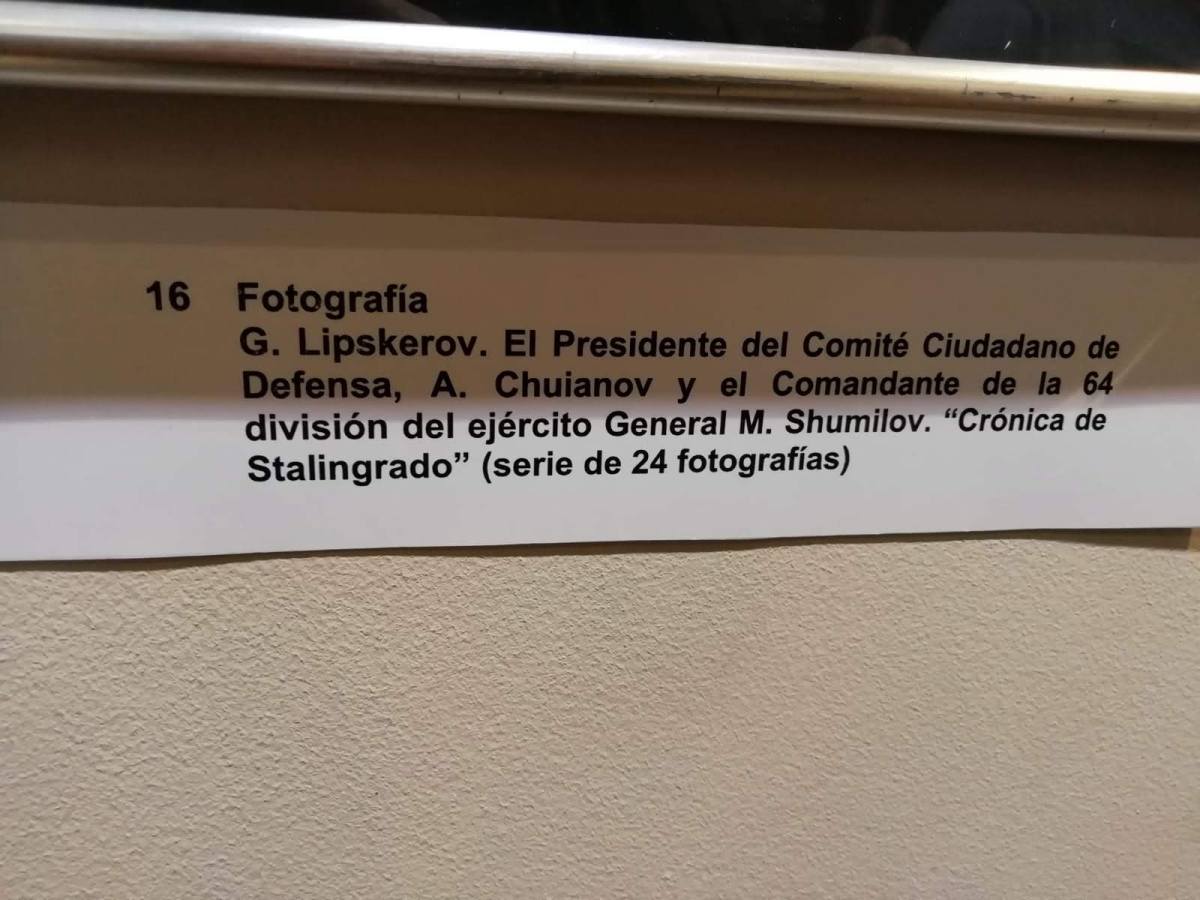 16 Fotografía
G. Lipskerov. El Presidente del Comité Ciudadano de
Defensa, A. Chuianov y el Comandante de la 64
división del ejército General M. Shumilov. “Crónica de
Stalingrado” (serie de 24 fotografías)